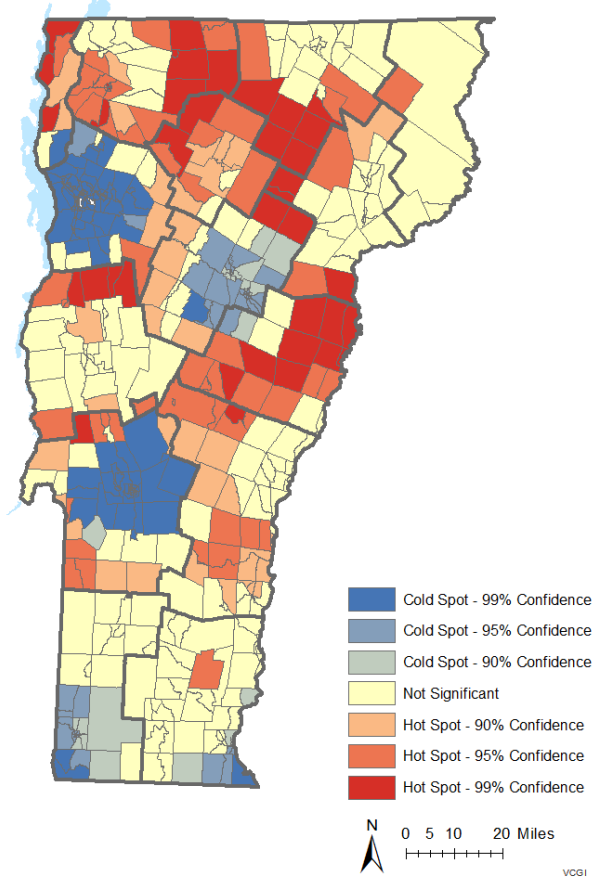 Cold Spot - 99% Confidence
Cold Spot - 95% Confidence
Cold Spot - 90% Confidence
Not Significant
Hot Spot - 90% Confidence
Hot Spot - 95% Confidence
Hot Spot - 99% Confidence
N
0 5 10 20 Miles
VCGI